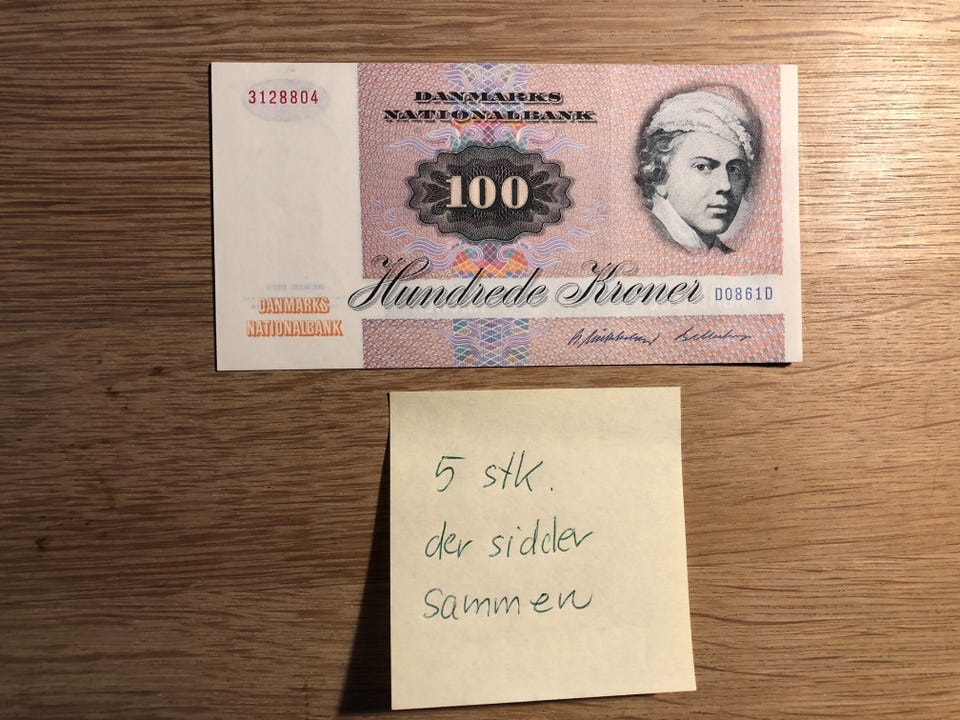 3128804
DANMARKS
NATIONALBANK
100
Hundrede Kroner D0861D
DANMARKS
NATIONALBANK
5 stk.
der sidder
sammen